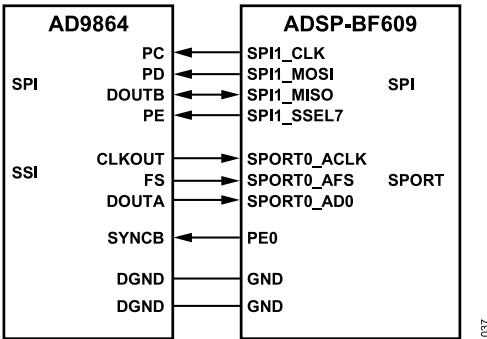 AD9864 ADSP-BF609
PC SPI1_CLK
PD SPI1_MOSI
SPI SPI
DOUTB SPI1_MISO
PE SPI1_SSEL7
CLKOUT SPORT0_ACLK
SSI FS SPORT0_AFS SPORT
DOUTA SPORT0_AD0
SYNCB PE0
DGND GND
DGND GND
037